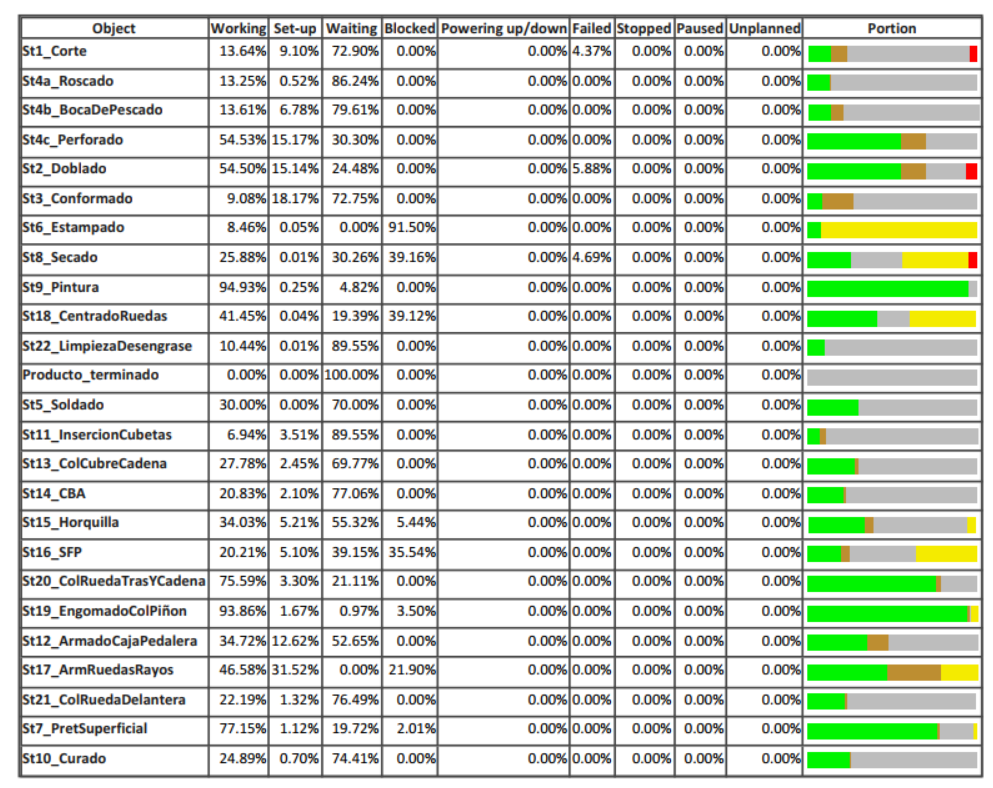 Object Working Set-up Waiting Blocked Powering up/down Failed Stopped Paused Unplanned Portion
St1_Corte 13.64% 9.10% 72.90% 0.00% 0.00% 4.37% 0.00% 0.00% 0.00%
St4a_Roscado 13.25% 0.52% 86.24% 0.00% 0.00% 0.00% 0.00% 0.00% 0.00%
St4b_BocaDePescado 13.61% 6.78% 79.61% 0.00% 0.00% 0.00% 0.00% 0.00% 0.00%
St4c_Perforado 54.53% 15.17% 30.30% 0.00% 0.00% 0.00% 0.00% 0.00% 0.00%
St2_Doblado 54.50% 15.14% 24.48% 0.00% 0.00% 5.88% 0.00% 0.00% 0.00%
St3_Conformado 9.08% 18.17% 72.75% 0.00% 0.00% 0.00% 0.00% 0.00% 0.00%
St6_Estampado 8.46% 0.05% 0.00% 91.50% 0.00% 0.00% 0.00% 0.00% 0.00%
St8_Secado 25.88% 0.01% 30.26% 39.16% 0.00% 4.69% 0.00% 0.00% 0.00%
St9_Pintura 94.93% 0.25% 4.82% 0.00% 0.00% 0.00% 0.00% 0.00% 0.00%
St18_CentradoRuedas 41.45% 0.04% 19.39% 39.12% 0.00% 0.00% 0.00% 0.00% 0.00%
St22_LimpiezaDesengrase 10.44% 0.01% 89.55% 0.00% 0.00% 0.00% 0.00% 0.00% 0.00%
Producto_terminado 0.00% 0.00% 100.00% 0.00% 0.00% 0.00% 0.00% 0.00% 0.00%
St5_Soldado 30.00% 0.00% 70.00% 0.00% 0.00% 0.00% 0.00% 0.00% 0.00%
St11_InsercionCubetas 6.94% 3.51% 89.55% 0.00% 0.00% 0.00% 0.00% 0.00% 0.00%
St13_ColCubreCadena 27.78% 2.45% 69.77% 0.00% 0.00% 0.00% 0.00% 0.00% 0.00%
St14_CBA 20.83% 2.10% 77.06% 0.00% 0.00% 0.00% 0.00% 0.00% 0.00%
St15_Horquilla 34.03% 5.21% 55.32% 5.44% 0.00% 0.00% 0.00% 0.00% 0.00%
St16_SFP 20.21% 5.10% 39.15% 35.54% 0.00% 0.00% 0.00% 0.00% 0.00%
St20_ColRuedaTrasYCadena 75.59% 3.30% 21.11% 0.00% 0.00% 0.00% 0.00% 0.00% 0.00%
St19_EngomadoColPiñon 93.86% 1.67% 0.97% 3.50% 0.00% 0.00% 0.00% 0.00% 0.00%
St12_ArmadoCajaPedalera 34.72% 12.62% 52.65% 0.00% 0.00% 0.00% 0.00% 0.00% 0.00%
St17_ArmRuedasRayos 46.58% 31.52% 0.00% 21.90% 0.00% 0.00% 0.00% 0.00% 0.00%
St21_ColRuedaDelantera 22.19% 1.32% 76.49% 0.00% 0.00% 0.00% 0.00% 0.00% 0.00%
St7_PretSuperficial 77.15% 1.12% 19.72% 2.01% 0.00% 0.00% 0.00% 0.00% 0.00%
St10_Curado 24.89% 0.70% 74.41% 0.00% 0.00% 0.00% 0.00% 0.00% 0.00%